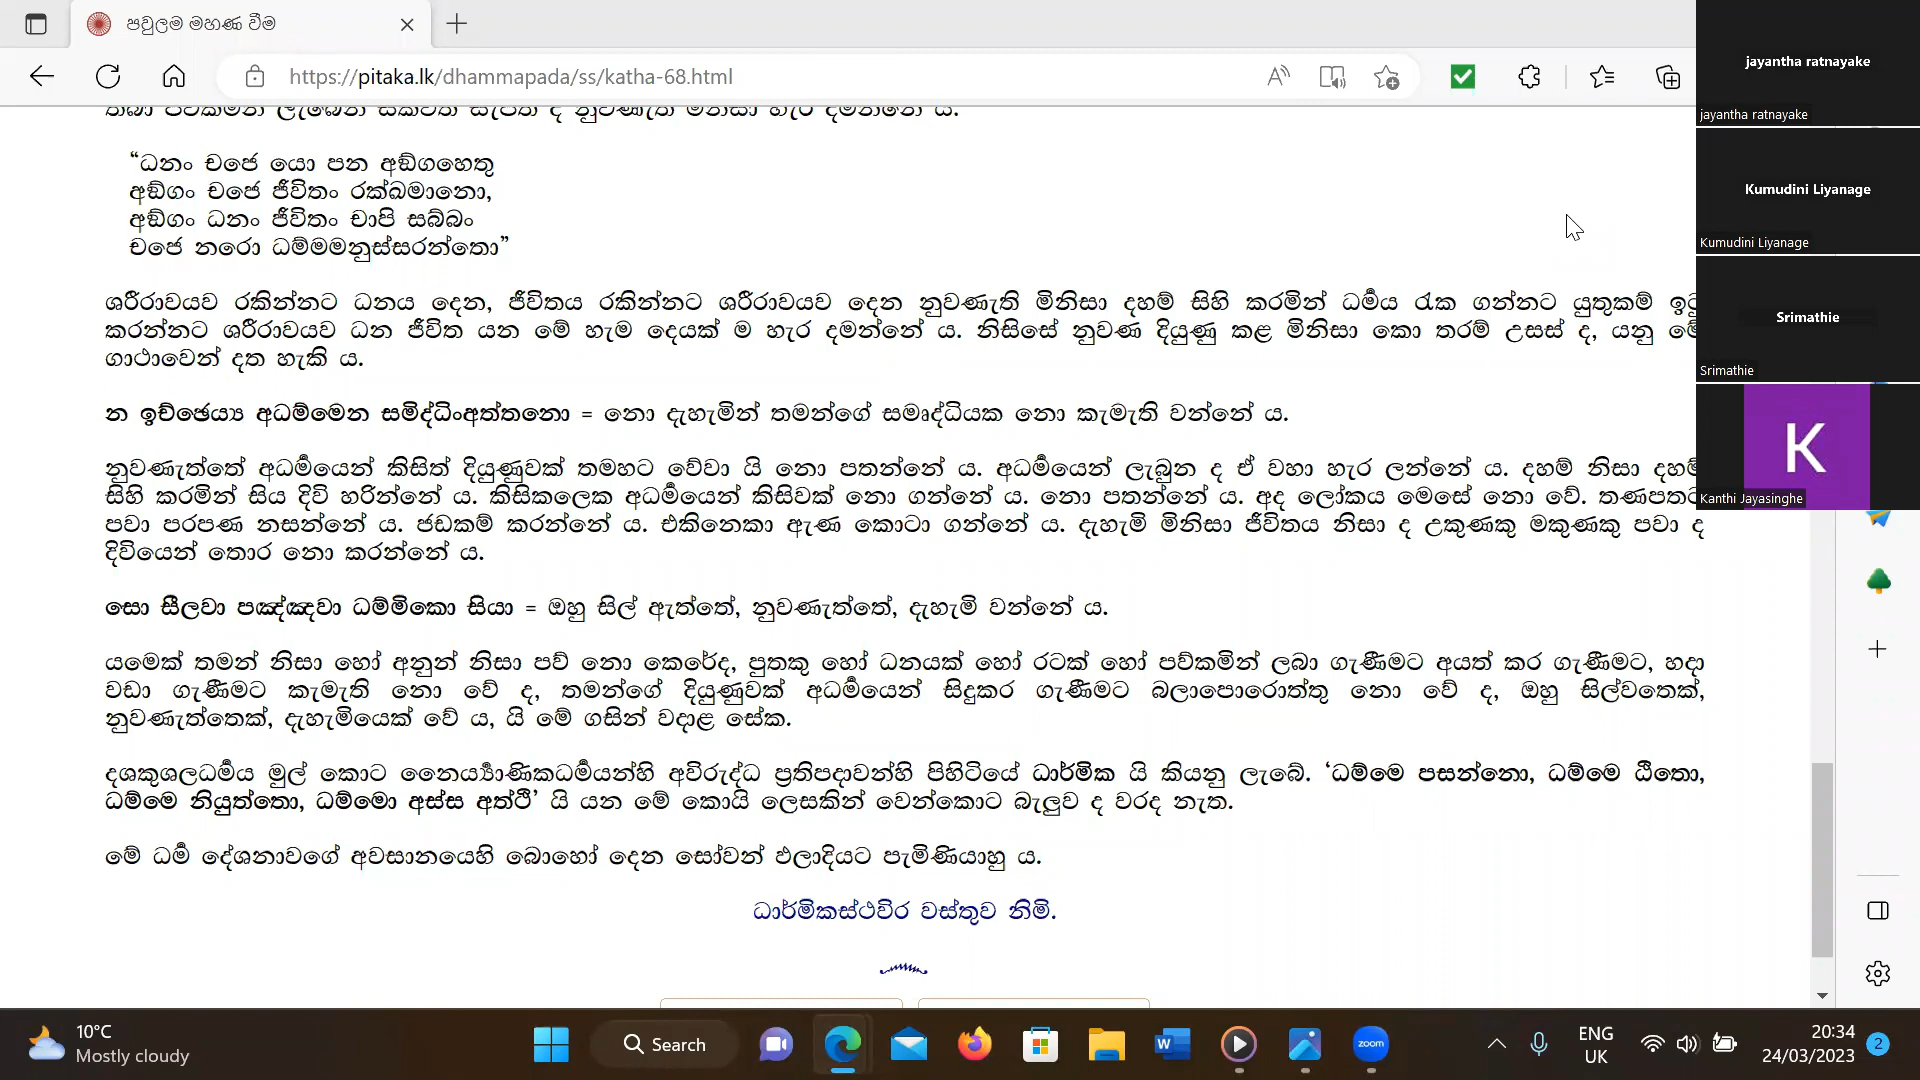 පවුලම මහණ වීම
https://pitaka.lk/dhammapada/ss/katha-68.html
තබා පවකමින් ලැබෙන සක්විති සැපත් ද නුවණැති මිනිසා හැර දමන්නේ ය.
“ධනං චජෙ යො පන අඞ්ගහෙතු
අඞ්ගං චජෙ ජීවිතං රක්ඛමානො,
අඞ්ගං ධනං ජීවිතං චාපි සබ්බං
චජෙ නරො ධම්මමනුස්සරන්තො”
ශරීරාවයව රකින්නට ධනය දෙන, ජීවිතය රකින්නට ශරීරාවයව දෙන නුවණැති මිනිසා දහම් සිහි කරමින් ධර්‍මය රැක ගන්නට යුතුකම් ඉටු
කරන්නට ශරීරාවයව ධන ජීවිත යන මේ හැම දෙයක් ම හැර දමන්නේ ය. නිසිසේ නුවණ දියුණු කළ මිනිසා කො තරම් උසස් ද, යනු මේ
ගාථාවෙන් දත හැකි ය.
න ඉච්ඡෙය්‍ය අධම්මෙන සමිද්ධිංඅත්තනො = නො දැහැමින් තමන්ගේ සමෘද්ධියක නො කැමැති වන්නේ ය.
නුවණැත්තේ අධර්‍මයෙන් කිසිත් දියුණුවක් තමහට වේවා යි නො පතන්නේ ය. අධර්‍මයෙන් ලැබුන ද ඒ වහා හැර ලන්නේ ය. දහම් නිසා දහම්
සිහි කරමින් සිය දිවි හරින්නේ ය. කිසිකලෙක අධර්‍මයෙන් කිසිවක් නො ගන්නේ ය. නො පතන්නේ ය. අද ලෝකය මෙසේ නො වේ. තණපතට
පවා පරපණ නසන්නේ ය. ජඩකම් කරන්නේ ය. එකිනෙකා ඇණ කොටා ගන්නේ ය. දැහැමි මිනිසා ජීවිතය නිසා ද උකුණකු මකුණකු පවා ද
දිවියෙන් තොර නො කරන්නේ ය.
සො සීලවා පඤ්ඤවා ධම්මිකො සියා = ඔහු සිල් ඇත්තේ, නුවණැත්තේ, දැහැමි වන්නේ ය.
යමෙක් තමන් නිසා හෝ අනුන් නිසා පව් නො කෙරේද, පුතකු හෝ ධනයක් හෝ රටක් හෝ පව්කමින් ලබා ගැණීමට අයත් කර ගැණීමට, හදා
වඩා ගැණීමට කැමැති නො වේ ද, තමන්ගේ දියුණුවක් අධර්‍මයෙන් සිදුකර ගැණීමට බලාපොරොත්තු නො වේ ද, ඔහු සිල්වතෙක්,
නුවණැත්තෙක්, දැහැමියෙක් වේ ය, යි මේ ගසින් වදාළ සේක.
දශකුශලධර්‍මය මුල් කොට නෛර්‍ය්‍යාණිකධර්‍මයන්හි අවිරුද්ධ ප්‍රතිපදාවන්හි පිහිටියේ ධාර්මික යි කියනු ලැබේ. ‘ධම්මෙ පසන්නො, ධම්මෙ ඨිතො,
ධම්මෙ නියුත්තො, ධම්මො අස්ස අත්ථි’ යි යන මේ කොයි ලෙසකින් වෙන්කොට බැලුව ද වරද නැත.
මේ ධර්‍ම දේශනාවගේ අවසානයෙහි බොහෝ දෙන සෝවන් ඵලාදියට පැමිණියාහු ය.
ධාර්මිකස්ථවිර වස්තුව නිමි.
jayantha ratnayake
jayantha ratnayake
Kumudini Liyanage
Kumudini Liyanage
Srimathie
Srimathie
K
Kanthi Jayasinghe
10°C
Mostly cloudy
Search
zoom
ENG
UK
20:34
24/03/2023
2